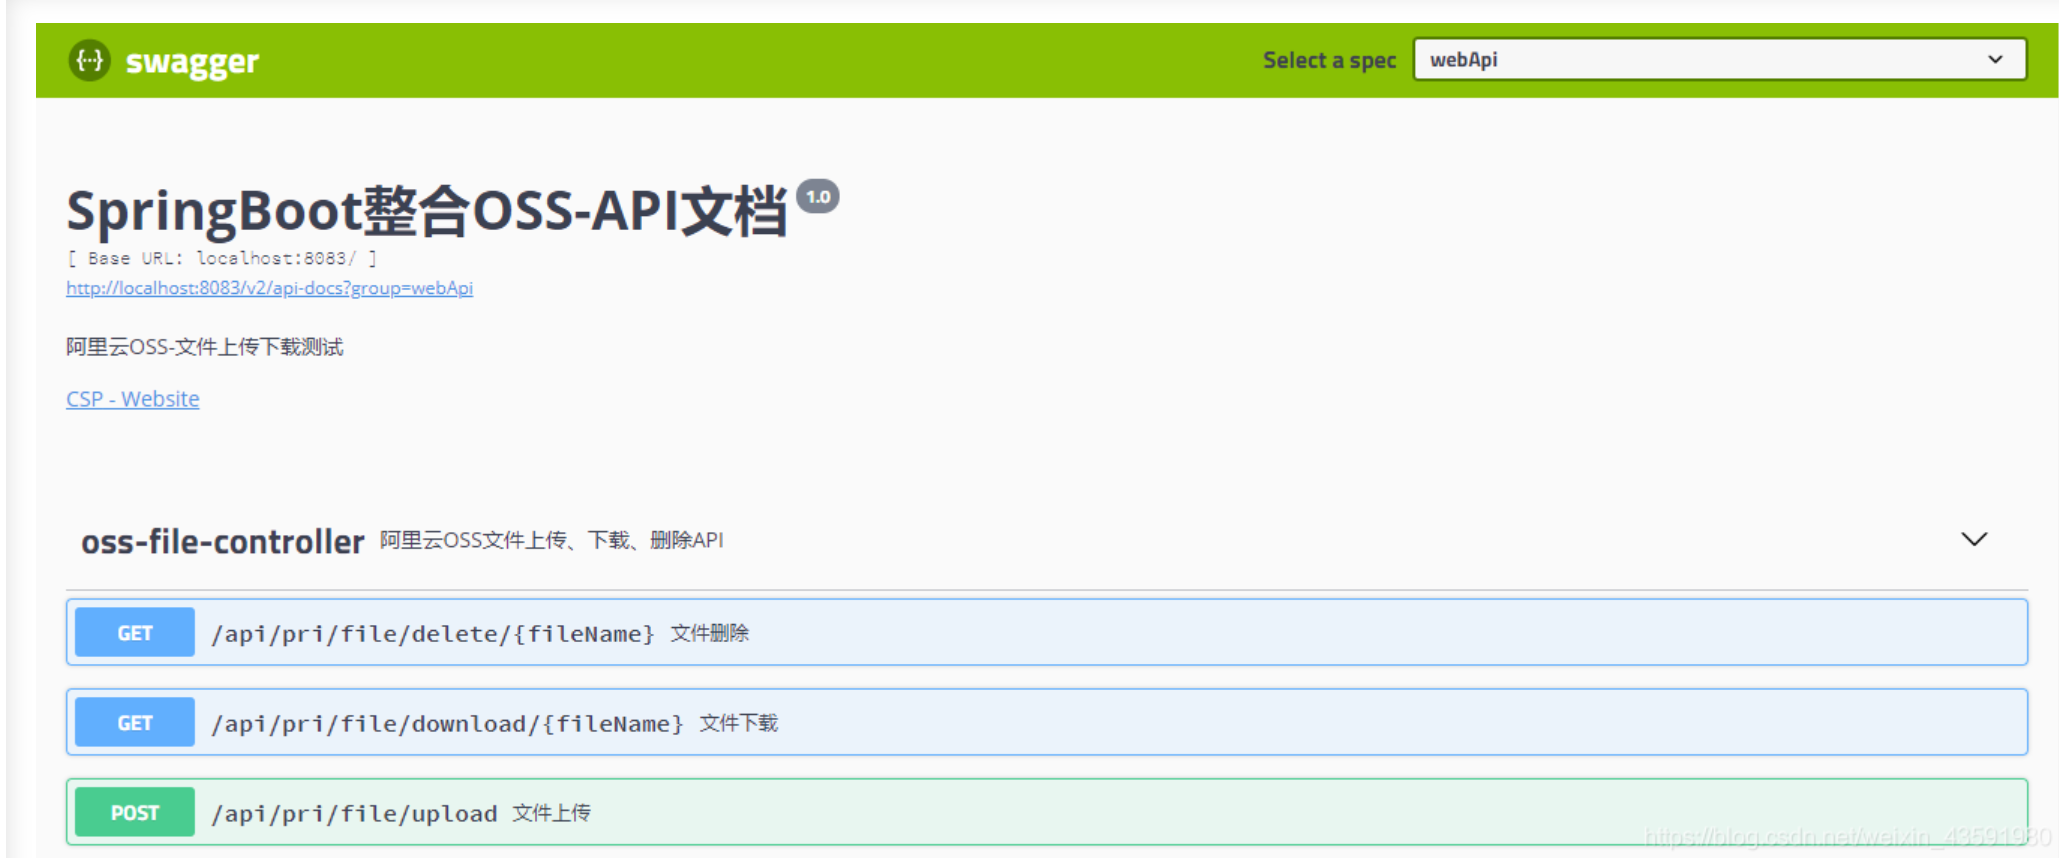 swagger
Select a spec webApi
SpringBoot整合OSS-API文档 1.0
[ Base URL: localhost:8083/ ]
http://localhost:8083/v2/api-docs?group=webApi
阿里云OSS-文件上传下载测试
CSP - Website
oss-file-controller 阿里云OSS文件上传、下载、删除API
GET /api/pri/file/delete/{fileName} 文件删除
GET /api/pri/file/download/{fileName} 文件下载
POST /api/pri/file/upload 文件上传
https://blog.csdn.net/weixin_43591980